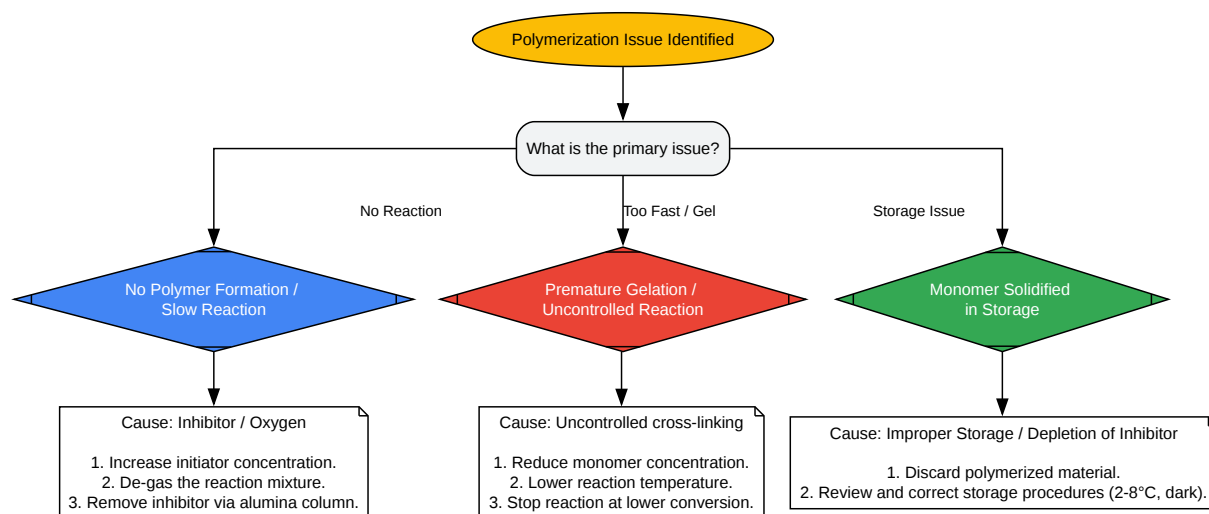 Polymerization Issue Identified
What is the primary issue?
No Reaction
Too Fast / Gel
Storage Issue
No Polymer Formation /
Slow Reaction
Premature Gelation /
Uncontrolled Reaction
Monomer Solidified
in Storage
Cause: Inhibitor / Oxygen
1. Increase initiator concentration.
2. De-gas the reaction mixture.
3. Remove inhibitor via alumina column.
Cause: Uncontrolled cross-linking
1. Reduce monomer concentration.
2. Lower reaction temperature.
3. Stop reaction at lower conversion.
Cause: Improper Storage / Depletion of Inhibitor
1. Discard polymerized material.
2. Review and correct storage procedures (2-8°C, dark).